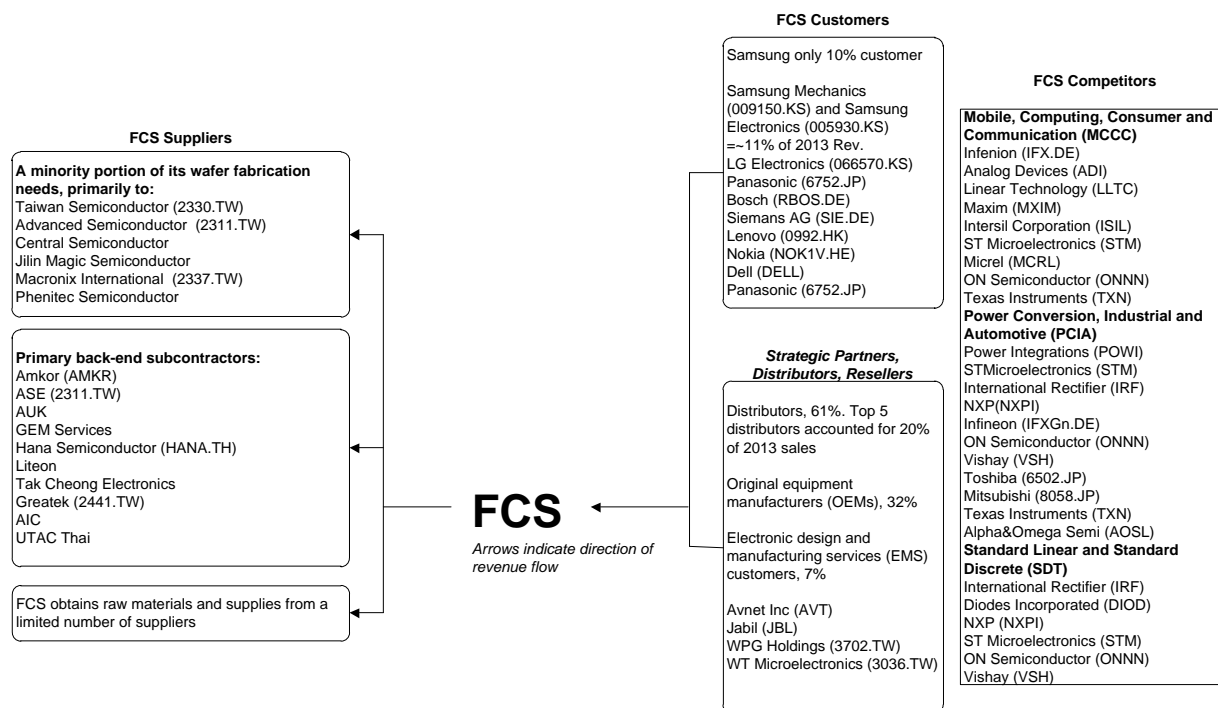 FCS Suppliers
A minority portion of its wafer fabrication
needs, primarily to:
Taiwan Semiconductor (2330.TW)
Advanced Semiconductor  (2311.TW)
Central Semiconductor
Jilin Magic Semiconductor
Macronix International  (2337.TW)
Phenitec Semiconductor
Primary back-end subcontractors:
Amkor (AMKR)
ASE (2311.TW)
AUK
GEM Services
Hana Semiconductor (HANA.TH)
Liteon
Tak Cheong Electronics
Greatek (2441.TW)
AIC
UTAC Thai
FCS obtains raw materials and supplies from a
limited number of suppliers
FCS
Arrows indicate direction of
revenue flow
FCS Customers
Samsung only 10% customer
Samsung Mechanics
(009150.KS) and Samsung
Electronics (005930.KS)
=~11% of 2013 Rev.
LG Electronics (066570.KS)
Panasonic (6752.JP)
Bosch (RBOS.DE)
Siemans AG (SIE.DE)
Lenovo (0992.HK)
Nokia (NOK1V.HE)
Dell (DELL)
Panasonic (6752.JP)
Strategic Partners,
Distributors, Resellers
Distributors, 61%. Top 5
distributors accounted for 20%
of 2013 sales
Original equipment
manufacturers (OEMs), 32%
Electronic design and
manufacturing services (EMS)
customers, 7%
Avnet Inc (AVT)
Jabil (JBL)
WPG Holdings (3702.TW)
WT Microelectronics (3036.TW)
FCS Competitors
Mobile, Computing, Consumer and
Communication (MCCC)
Infenion (IFX.DE)
Analog Devices (ADI)
Linear Technology (LLTC)
Maxim (MXIM)
Intersil Corporation (ISIL)
ST Microelectronics (STM)
Micrel (MCRL)
ON Semiconductor (ONNN)
Texas Instruments (TXN)
Power Conversion, Industrial and
Automotive (PCIA)
Power Integrations (POWI)
STMicroelectronics (STM)
International Rectifier (IRF)
NXP(NXPI)
Infineon (IFXGn.DE)
ON Semiconductor (ONNN)
Vishay (VSH)
Toshiba (6502.JP)
Mitsubishi (8058.JP)
Texas Instruments (TXN)
Alpha&Omega Semi (AOSL)
Standard Linear and Standard
Discrete (SDT)
International Rectifier (IRF)
Diodes Incorporated (DIOD)
NXP (NXPI)
ST Microelectronics (STM)
ON Semiconductor (ONNN)
Vishay (VSH)